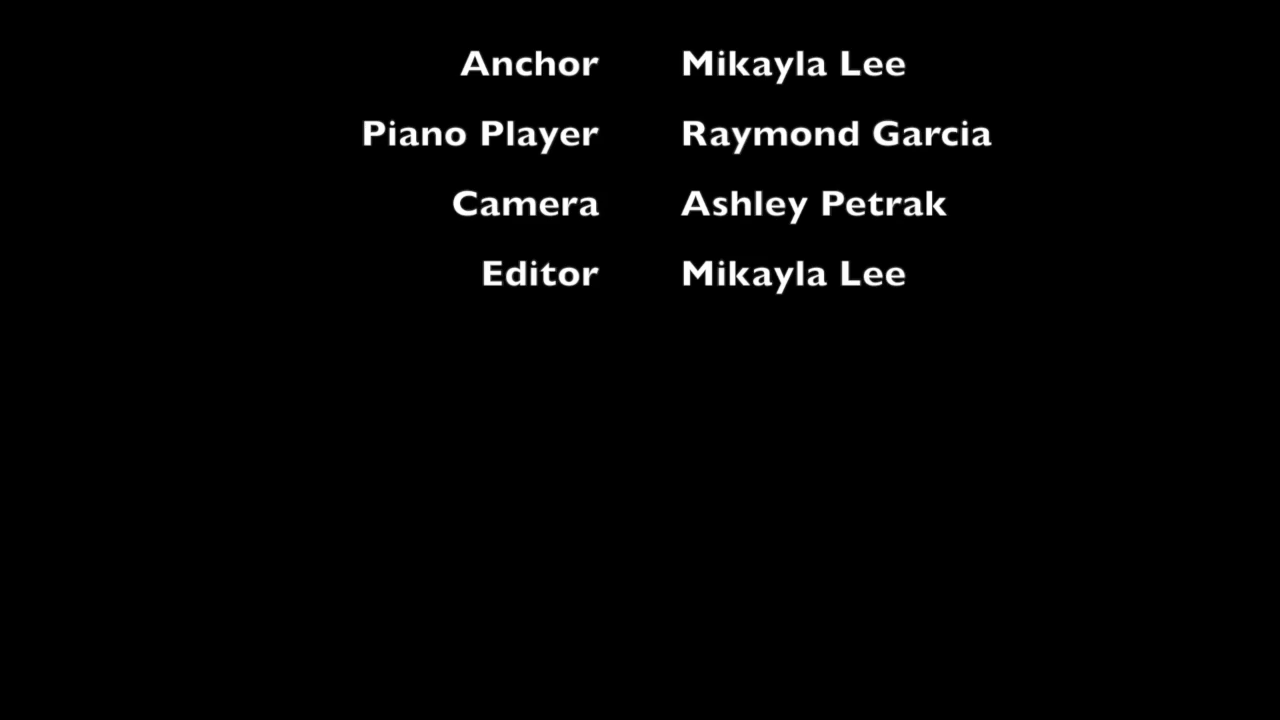 Anchor Mikayla Lee
Piano Player Raymond Garcia
Camera Ashley Petrak
Editor Mikayla Lee